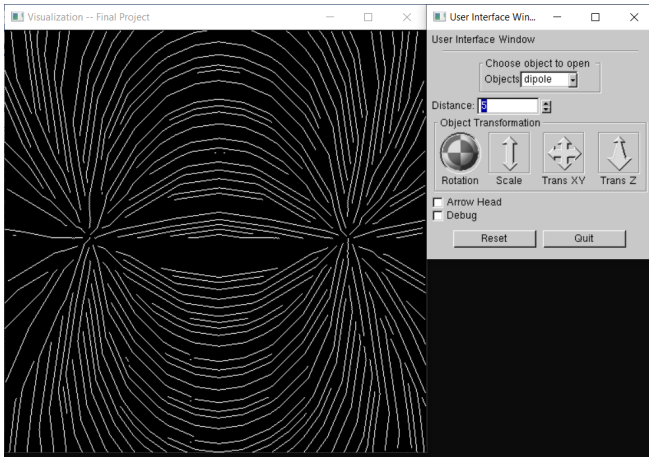 Visualization -- Final Project
User Interface Win...
User Interface Window
Choose object to open
Objects dipole
Distance: 5
Object Transformation
Rotation Scale Trans XY Trans Z
Arrow Head
Debug
Reset Quit